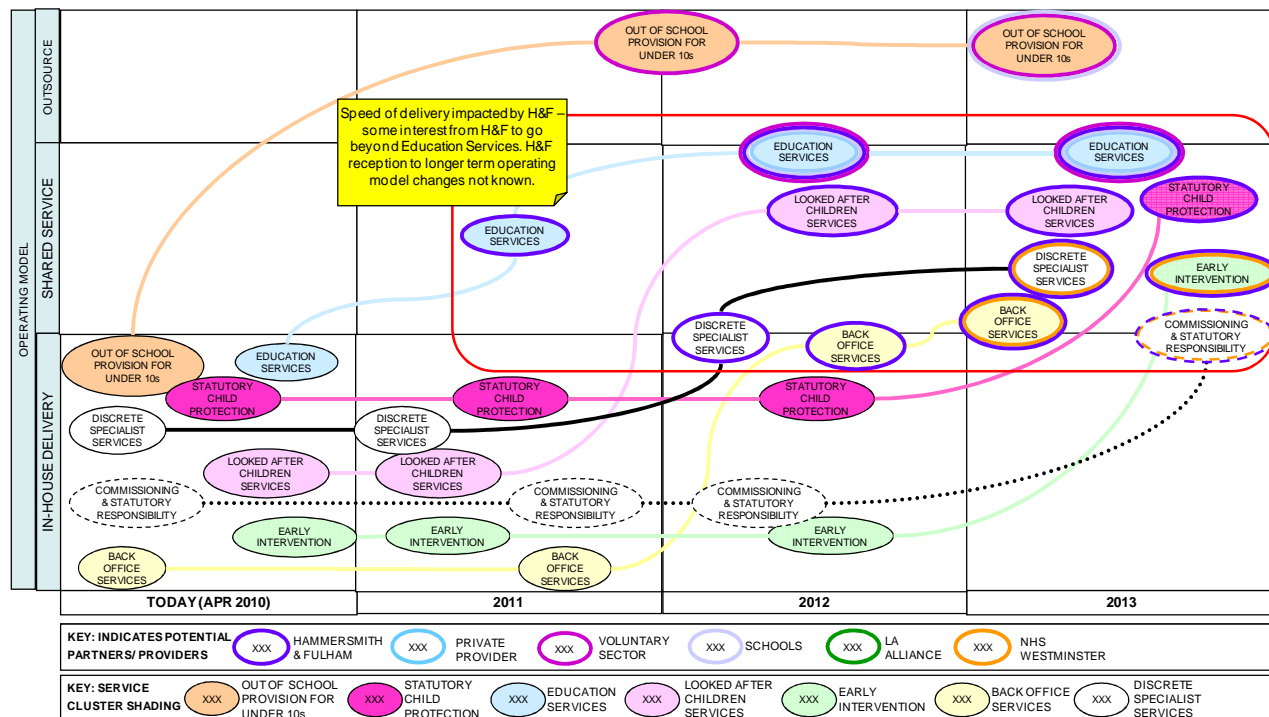 OPERATING MODEL
OUTSOURCE
SHARED SERVICE
IN-HOUSE DELIVERY
OUT OF SCHOOL
PROVISION FOR
UNDER 10s
OUT OF SCHOOL
PROVISION FOR
UNDER 10s
Speed of delivery impacted by H&F –
some interest from H&F to go
beyond Education Services. H&F
reception to longer term operating
model changes not known.
EDUCATION
SERVICES
EDUCATION
SERVICES
EDUCATION
SERVICES
LOOKED AFTER
CHILDREN
SERVICES
LOOKED AFTER
CHILDREN
SERVICES
STATUTORY
CHILD
PROTECTION
DISCRETE
SPECIALIST
SERVICES
EARLY
INTERVENTION
BACK
OFFICE
SERVICES
COMMISSIONING
& STATUTORY
RESPONSIBILITY
DISCRETE
SPECIALIST
SERVICES
BACK
OFFICE
SERVICES
OUT OF SCHOOL
PROVISION FOR
UNDER 10s
EDUCATION
SERVICES
STATUTORY
CHILD
PROTECTION
STATUTORY
CHILD
PROTECTION
STATUTORY
CHILD
PROTECTION
DISCRETE
SPECIALIST
SERVICES
DISCRETE
SPECIALIST
SERVICES
LOOKED AFTER
CHILDREN
SERVICES
LOOKED AFTER
CHILDREN
SERVICES
COMMISSIONING
& STATUTORY
RESPONSIBILITY
COMMISSIONING
& STATUTORY
RESPONSIBILITY
COMMISSIONING
& STATUTORY
RESPONSIBILITY
EARLY
INTERVENTION
EARLY
INTERVENTION
EARLY
INTERVENTION
BACK
OFFICE
SERVICES
BACK
OFFICE
SERVICES
TODAY (APR 2010)
2011
2012
2013
KEY: INDICATES POTENTIAL
PARTNERS/ PROVIDERS
XXX
HAMMERSMITH
& FULHAM
XXX
PRIVATE
PROVIDER
XXX
VOLUNTARY
SECTOR
XXX
SCHOOLS
XXX
LA
ALLIANCE
XXX
NHS
WESTMINSTER
KEY: SERVICE
CLUSTER SHADING
XXX
OUT OF SCHOOL
PROVISION FOR
UNDER 10s
XXX
STATUTORY
CHILD
PROTECTION
XXX
EDUCATION
SERVICES
XXX
LOOKED AFTER
CHILDREN
SERVICES
XXX
EARLY
INTERVENTION
XXX
BACK OFFICE
SERVICES
XXX
DISCRETE
SPECIALIST
SERVICES